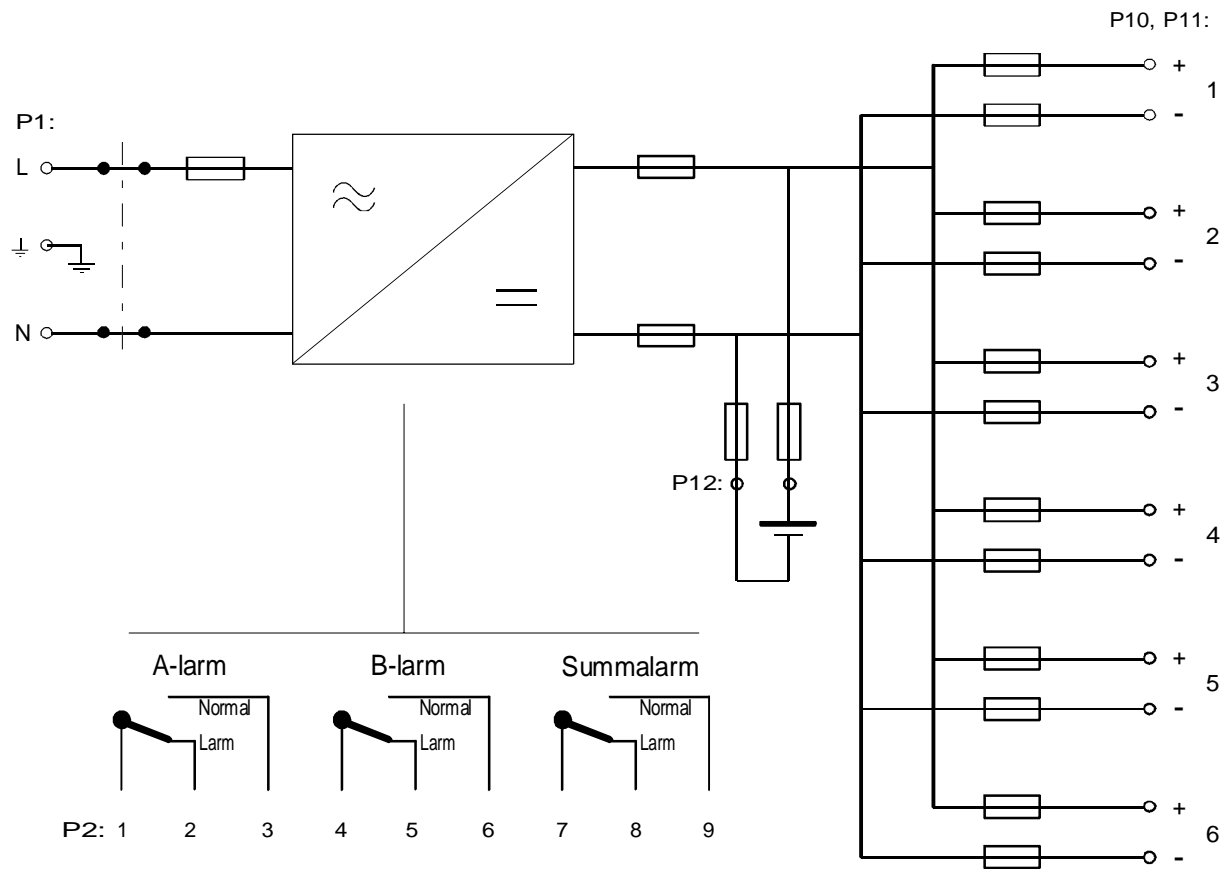 P10, P11:
+
1
-
P1:
L
N
+
2
-
+
3
-
P12:
+
4
-
+
5
-
+
6
-
A-larm
B-larm
Summalarm
Normal
Normal
Normal
Larm
Larm
Larm
P2: 1 2 3 4 5 6 7 8 9